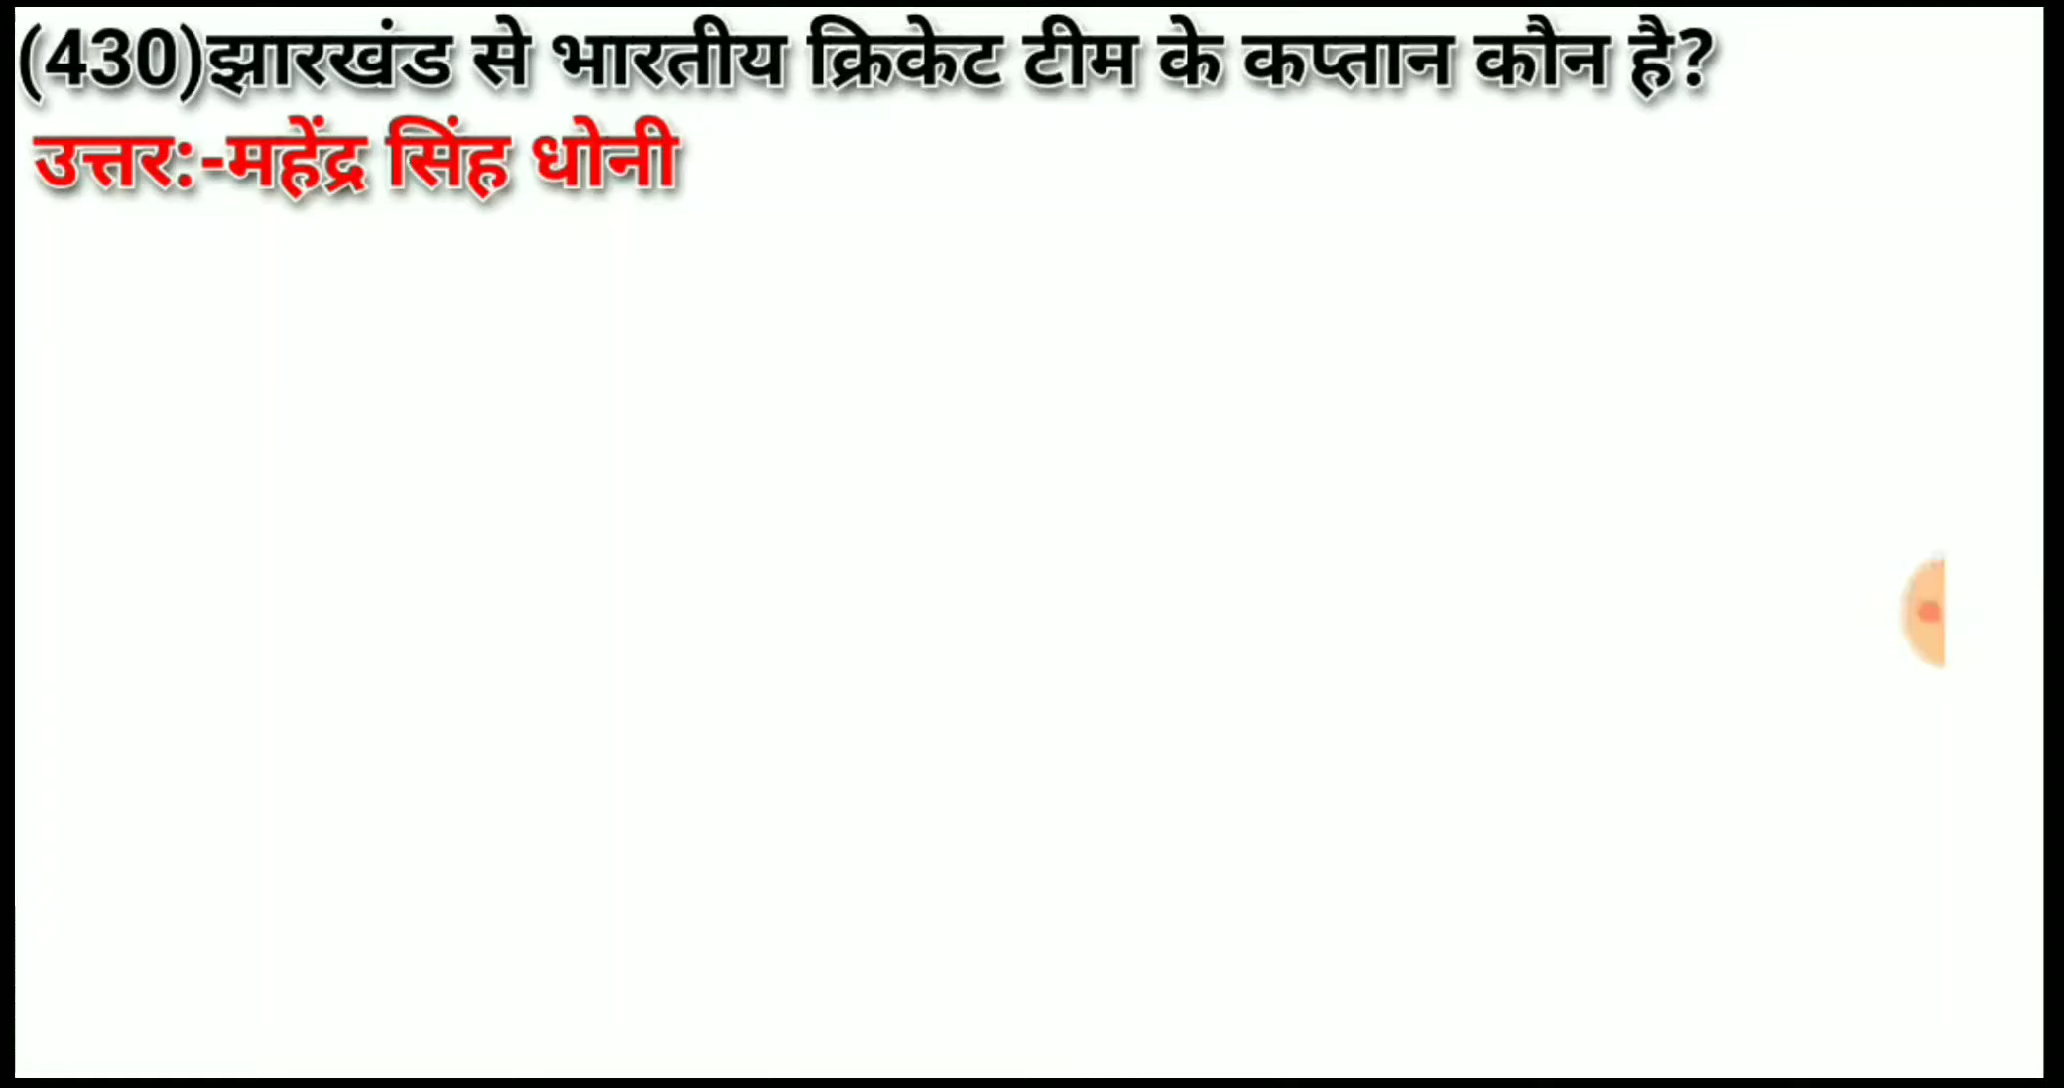 (430)झारखंड से भारतीय क्रिकेट टीम के कप्तान कौन है?
उत्तर:-महेंद्र सिंह धोनी